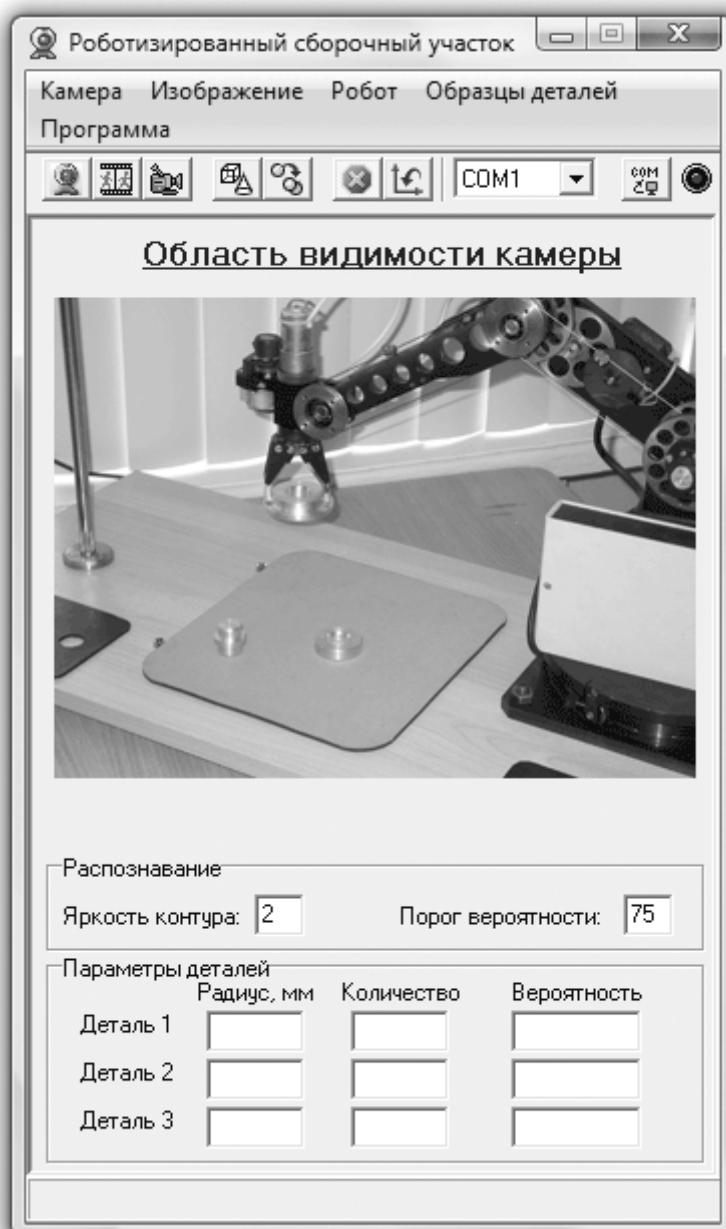 Роботизированный сборочный участок
Камера Изображение Робот Образцы деталей
Программа
COM1 COM
Область видимости камеры
Распознавание
Яркость контура: 2 Порог вероятности: 75
Параметры деталей
Радиус, мм Количество Вероятность
Деталь 1
Деталь 2
Деталь 3